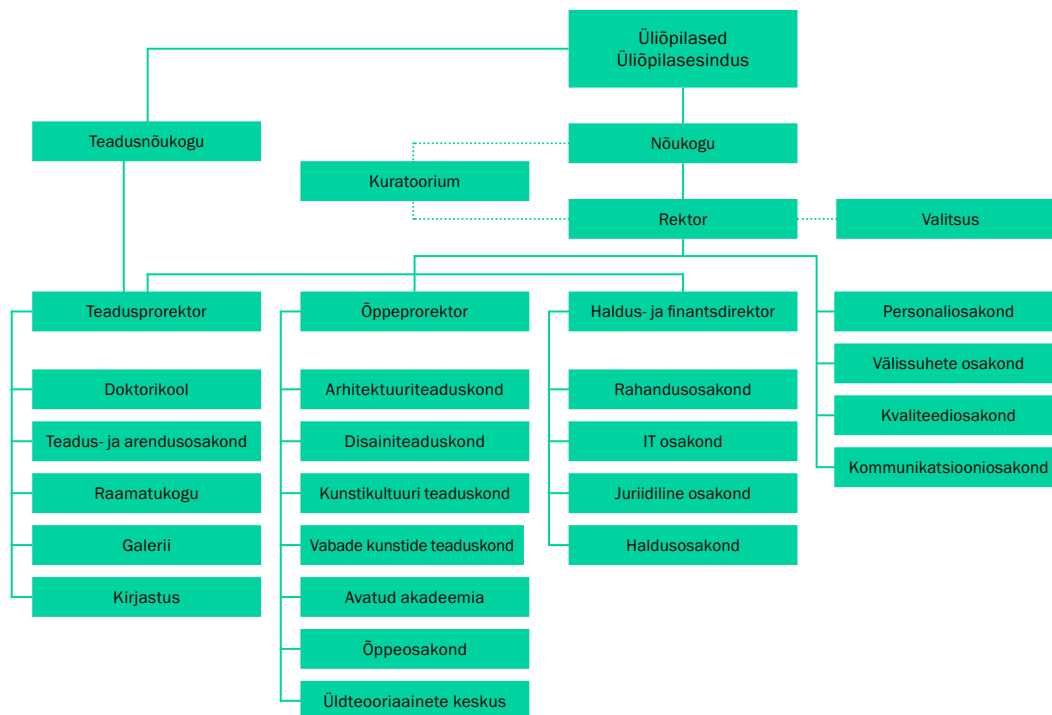 Üliõpilased
Üliõpilasesindus
Teadusnõukogu
Nõukogu
Kuratoorium
Rektor
Valitsus
Teadusprorektor
Õppeprorektor
Haldus- ja finantsdirektor
Personaliosakond
Välissuhete osakond
Kvaliteediosakond
Kommunikatsiooniosakond
Doktorikool
Teadus- ja arendusosakond
Raamatukogu
Galerii
Kirjastus
Arhitektuuriteaduskond
Disainiteaduskond
Kunstikultuuri teaduskond
Vabade kunstide teaduskond
Avatud akadeemia
Õppeosakond
Üldteooriaainete keskus
Rahandusosakond
IT osakond
Juriidiline osakond
Haldusosakond